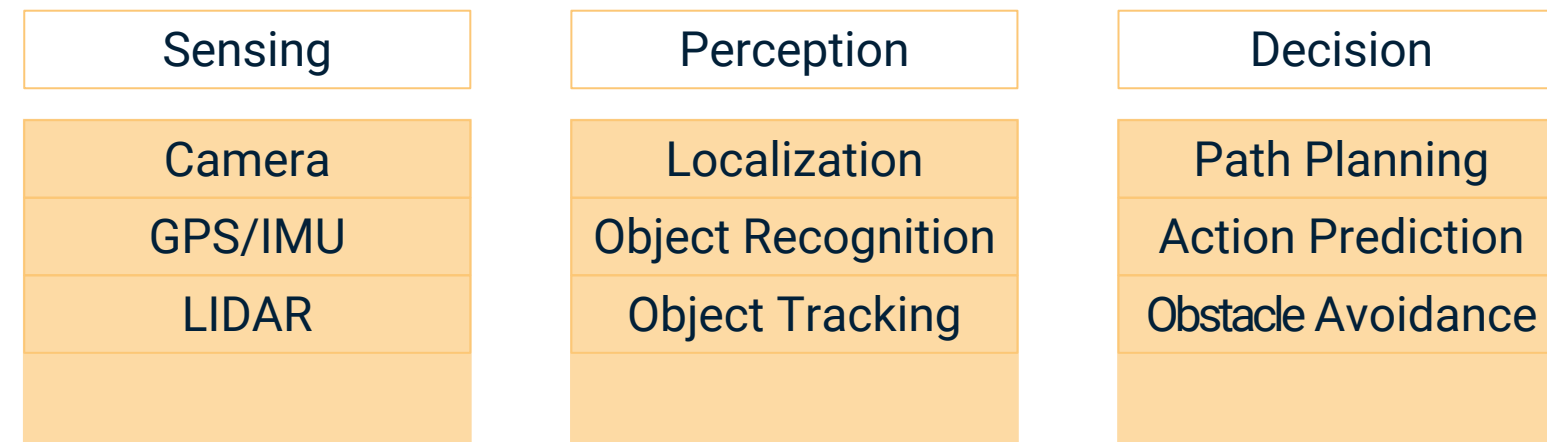 Sensing
Camera
GPS/IMU
LIDAR
Perception
Localization
Object Recognition
Object Tracking
Decision
Path Planning
Action Prediction
Obstacle Avoidance